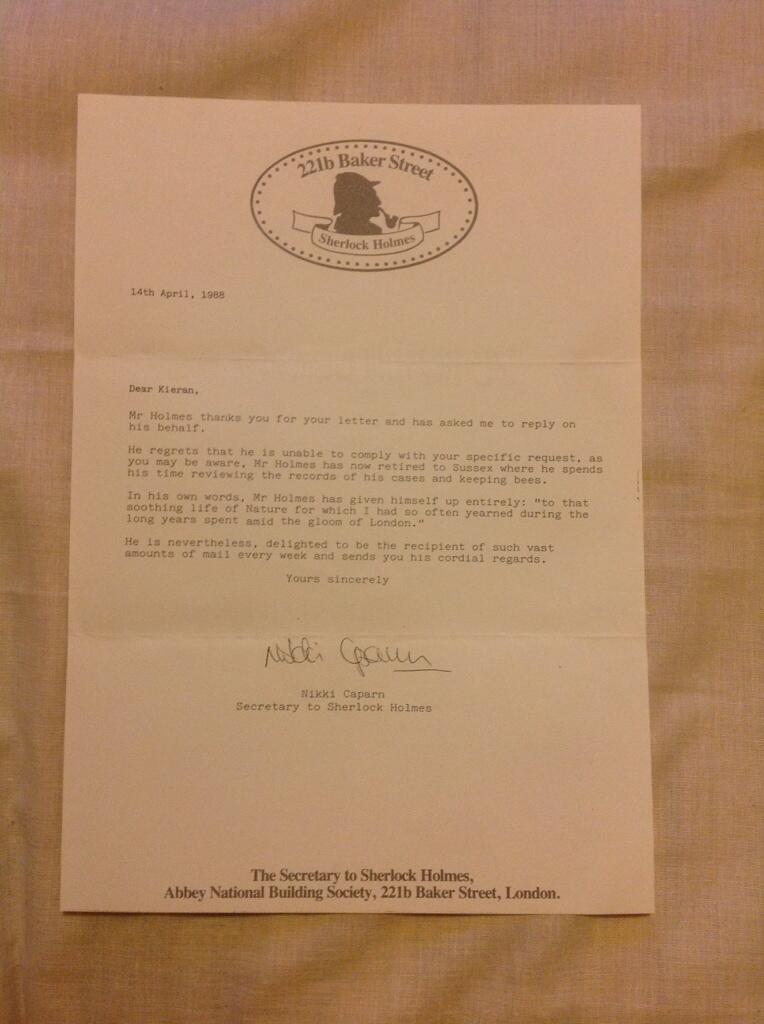 221b Baker Street
Sherlock Holmes
14th April, 1988
Dear Kieran,
Mr Holmes thanks you for your letter and has asked me to reply on
his behalf.
He regrets that he is unable to comply with your specific request, as
you may be aware, Mr Holmes has now retired to Sussex where he spends
his time reviewing the records of his cases and keeping bees.
In his own words, Mr Holmes has given himself up entirely: "to that
soothing life of Nature for which I had so often yearned during the
long years spent amid the gloom of London."
He is nevertheless, delighted to be the recipient of such vast
amounts of mail every week and sends you his cordial regards.
Yours sincerely
Nikki Caparn
Nikki Caparn
Secretary to Sherlock Holmes
The Secretary to Sherlock Holmes,
Abbey National Building Society, 221b Baker Street, London.